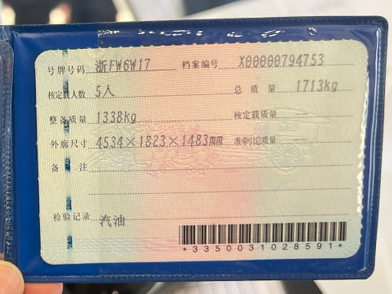 号牌号码 浙FW6W17 档案编号 X00000794753
核定载人数 5人 总质量 1713kg
整备质量 1338kg 核定载质量
外廓尺寸 4534×1823×1483 准牵引总质量
备注
检验记录 汽油
*3350031028591*